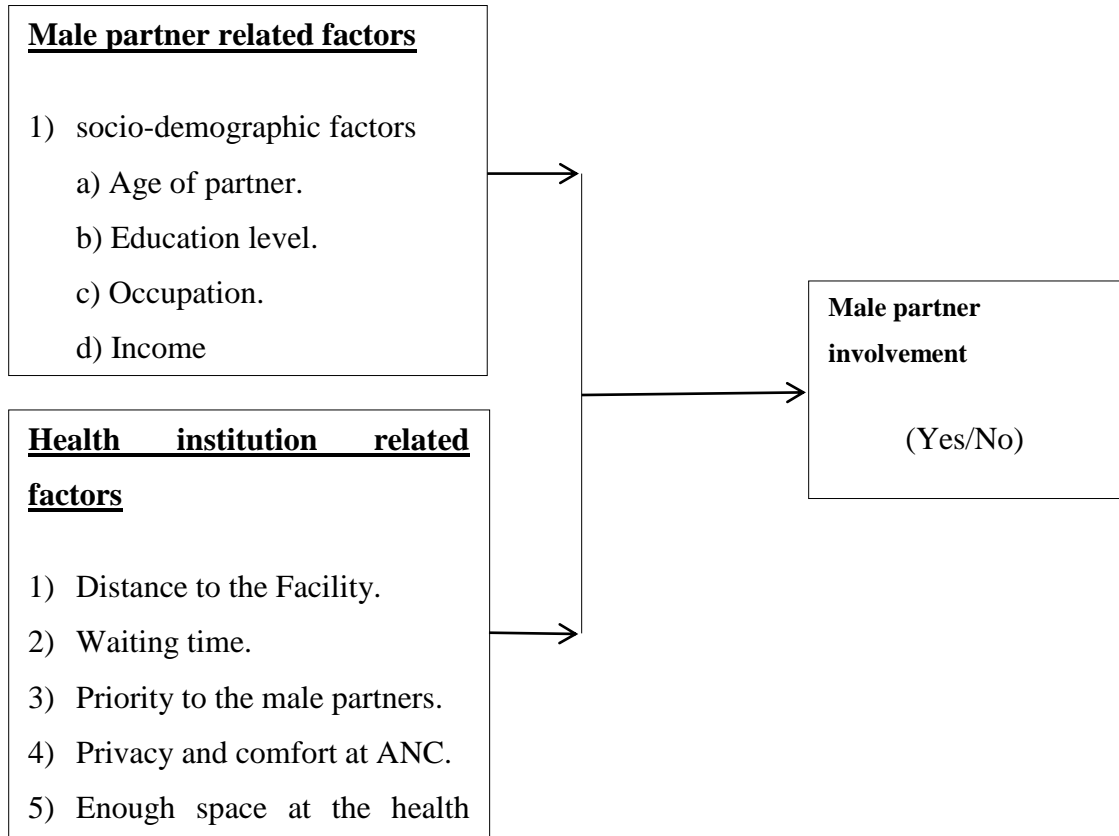 Male partner related factors
1) socio-demographic factors
a) Age of partner.
b) Education level.
c) Occupation.
d) Income
Health institution related
factors
1) Distance to the Facility.
2) Waiting time.
3) Priority to the male partners.
4) Privacy and comfort at ANC.
5) Enough space at the health
Male partner
involvement
(Yes/No)